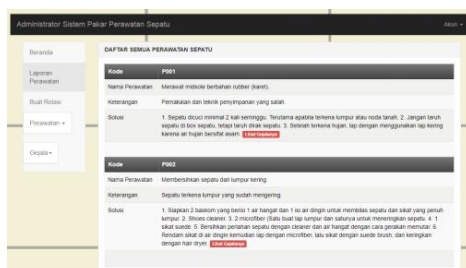 Administrator Sistem Pakar Perawatan Sepatu
Akun
Beranda
Laporan
Perawatan
Buat Relasi
Perawatan
Gejala
DAFTAR SEMUA PERAWATAN SEPATU
Kode P001
Nama Perawatan Merawat midsole berbahan rubber (karet).
Keterangan Pemakaian dan teknik penyimpanan yang salah
Solusi 1. Sepatu dicuci minimal 2 kali seminggu. Terutama apabila terkena lumpur atau noda tanah. 2. Jangan taruh
sepatu di box sepatu, tetapi taruh dirak sepatu. 3. Setelah terkena hujan, lap dengan menggunakan lap kering
karena air hujan bersifat asam. Lihat Gejalanya
Kode P002
Nama Perawatan Membersihkan sepatu dari lumpur kering.
Keterangan Sepatu terkena lumpur yang sudah mengering.
Solusi 1. Siapkan 2 baskom yang berisi 1 air hangat dan 1 isi air dingin untuk membilas sepatu dan sikat yang penuh
lumpur. 2. Shoes cleaner. 3. 2 microfiber (Satu buat lap lumpur dan satunya untuk meneringkan sepatu. 4. 1
sikat suede. 5. Bersihkan perlahan sepatu dengan cleaner dan air hangat dengan cara gerakan memutar. 6.
Rendam sikat di air dingin kemudian lap dengan microfiber, lalu sikat dengan suede brush, dan keringkan
dengan hair dryer. Lihat Gejalanya